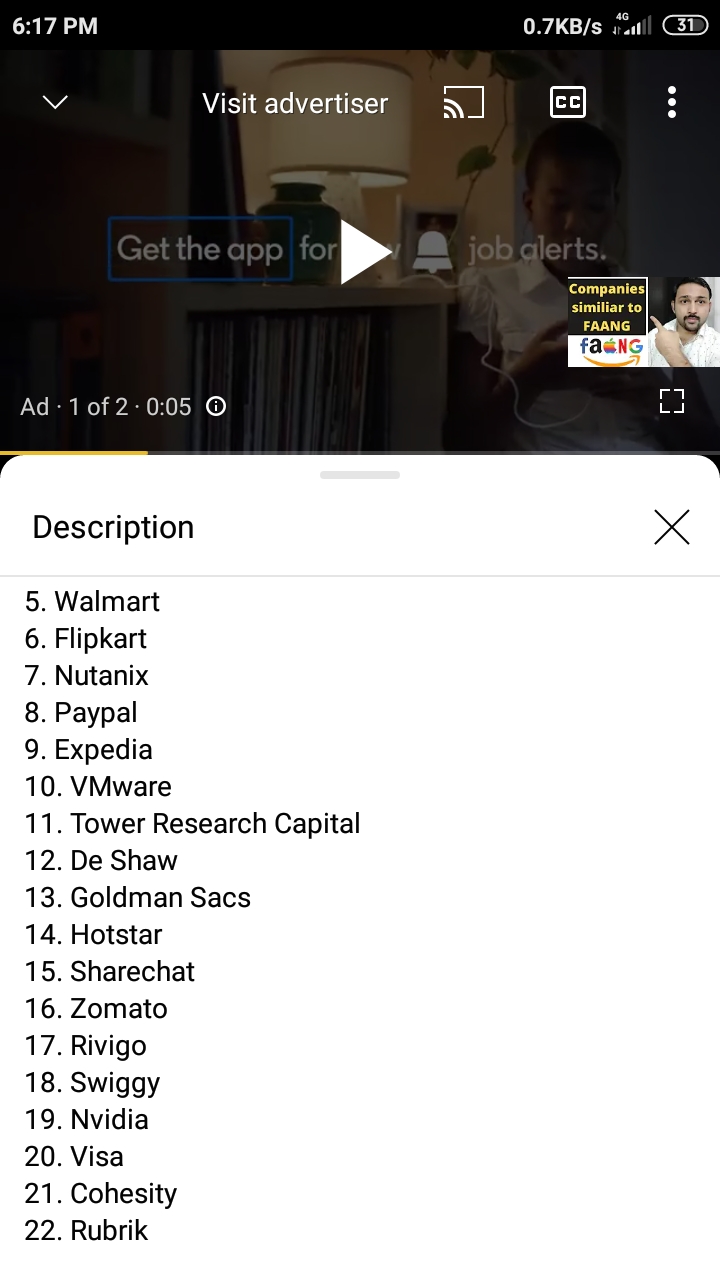 6:17 PM
0.7KB/s 4G 31
Visit advertiser
CC
Get the app for job alerts.
Companies
similiar to
FAANG
faNG
Ad · 1 of 2 · 0:05
Description
5. Walmart
6. Flipkart
7. Nutanix
8. Paypal
9. Expedia
10. VMware
11. Tower Research Capital
12. De Shaw
13. Goldman Sacs
14. Hotstar
15. Sharechat
16. Zomato
17. Rivigo
18. Swiggy
19. Nvidia
20. Visa
21. Cohesity
22. Rubrik